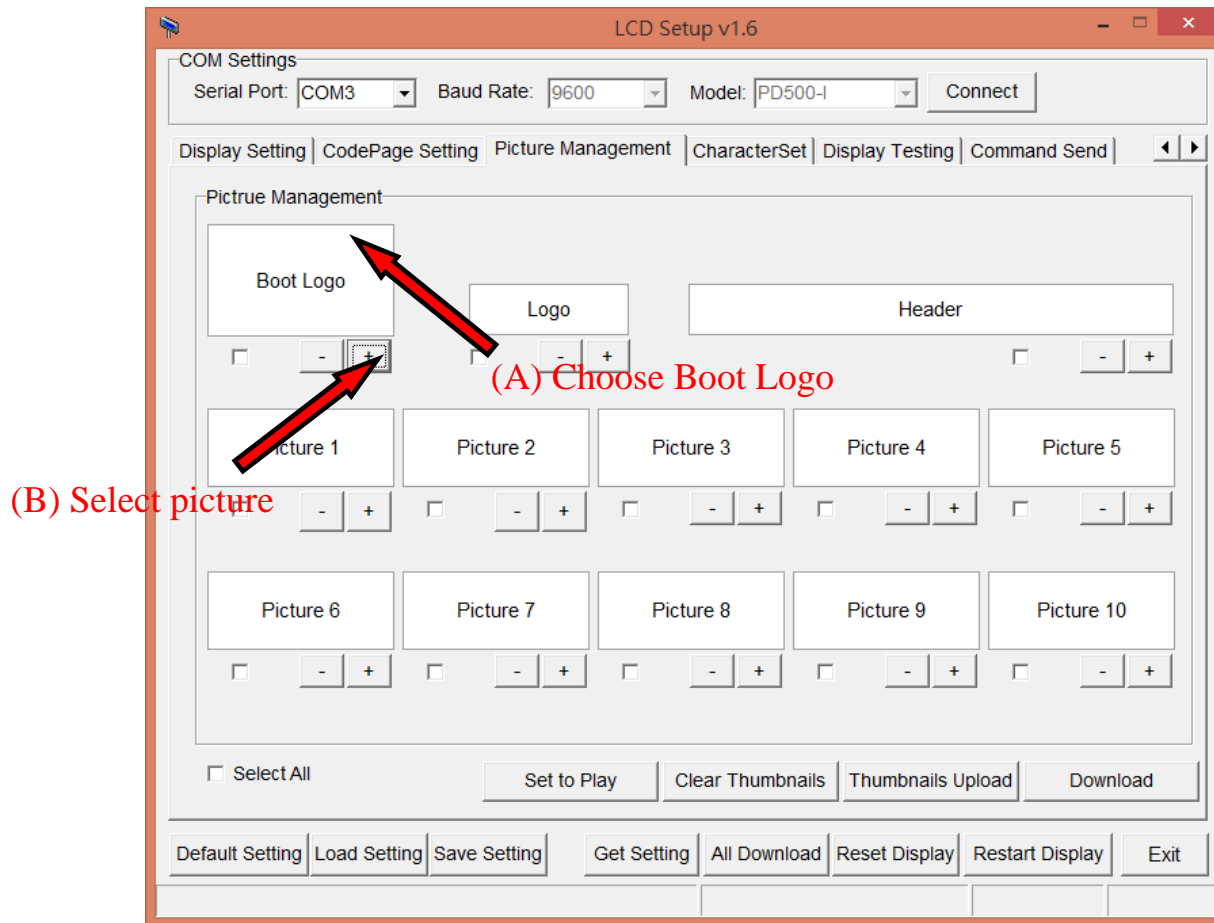 LCD Setup v1.6
COM Settings
Serial Port: COM3 Baud Rate: 9600 Model: PD500-I Connect
Display Setting CodePage Setting Picture Management CharacterSet Display Testing Command Send
Pictrue Management
Boot Logo
Logo Header
- + - + - +
(A) Choose Boot Logo
Picture 1 Picture 2 Picture 3 Picture 4 Picture 5
(B) Select picture
- + - + - + - + - +
Picture 6 Picture 7 Picture 8 Picture 9 Picture 10
- + - + - + - + - +
Select All Set to Play Clear Thumbnails Thumbnails Upload Download
Default Setting Load Setting Save Setting Get Setting All Download Reset Display Restart Display Exit